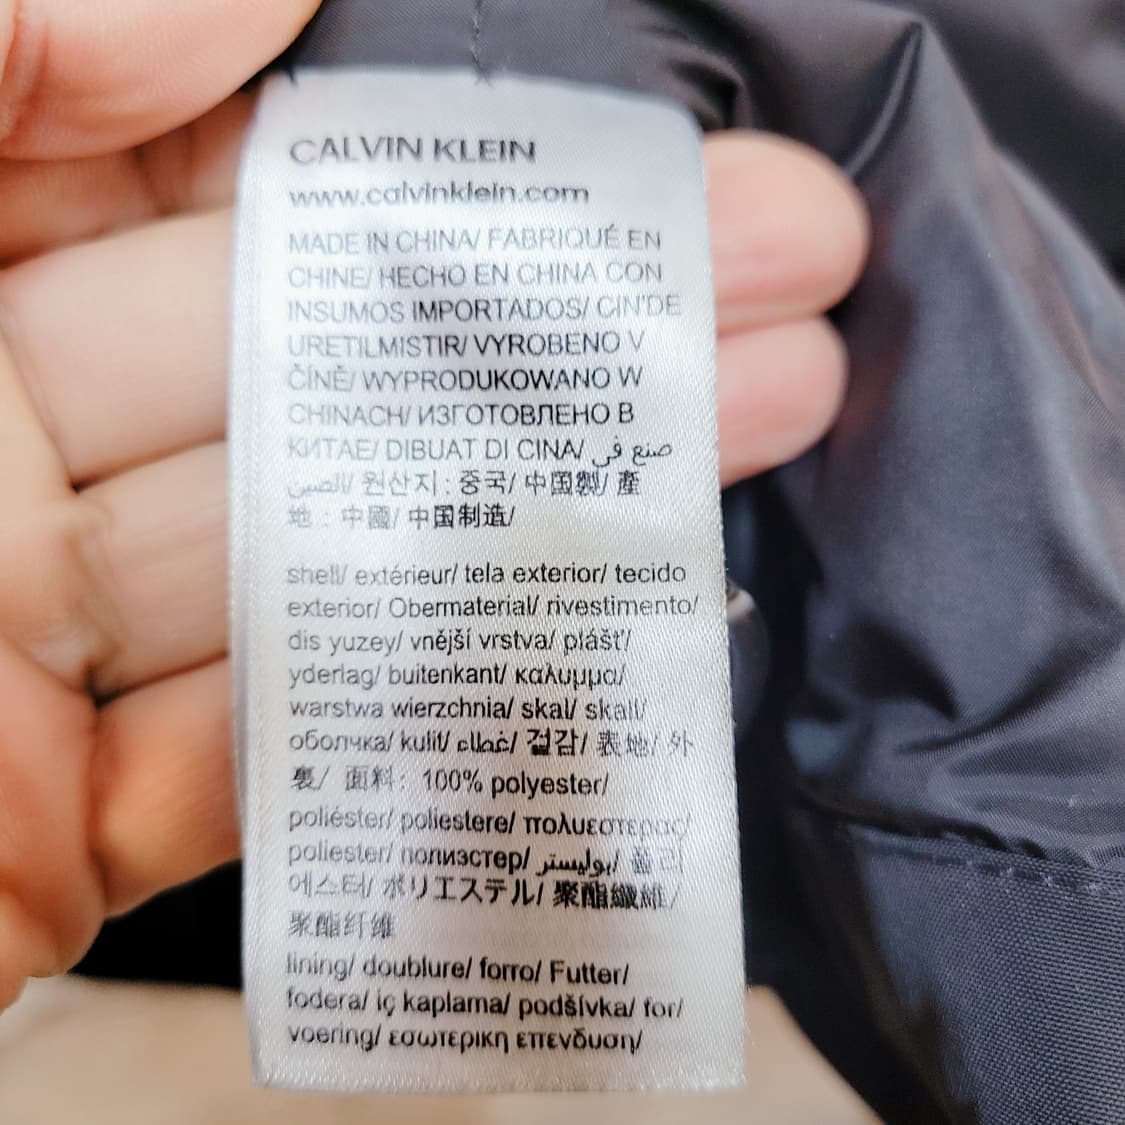 CALVIN KLEIN
www.calvinklein.com
MADE IN CHINA/ FABRIQUÉ EN
CHINE/ HECHO EN CHINA CON
INSUMOS IMPORTADOS/ CIN'DE
URETILMISTIR/ VYROBENO V
ČÍNĚ/ WYPRODUKOWANO W
CHINACH/ ИЗГОТОВЛЕНО В
КИТАЕ/ DIBUAT DI CINA/ صنع في
الصين/ 원산지 : 중국/ 中国製/ 產
地 : 中國/ 中国制造/
shell/ extérieur/ tela exterior/ tecido
exterior/ Obermaterial/ rivestimento/
dis yuzey/ vnější vrstva/ plášť/
yderlag/ buitenkant/ καλυμμα/
warstwa wierzchnia/ skal/ skall/
оболчка/ kulit/ غطاء/ 겉감/ 表地/ 外
裏/ 面料: 100% polyester/
poliéster/ poliestere/ πολυεστερας/
poliester/ полиэстер/ بوليستر/ 폴리
에스터/ ポリエステル/ 聚酯纖維/
聚酯纤维
lining/ doublure/ forro/ Futter/
fodera/ iç kaplama/ podšívka/ for/
voering/ εσωτερικη επενδυση/